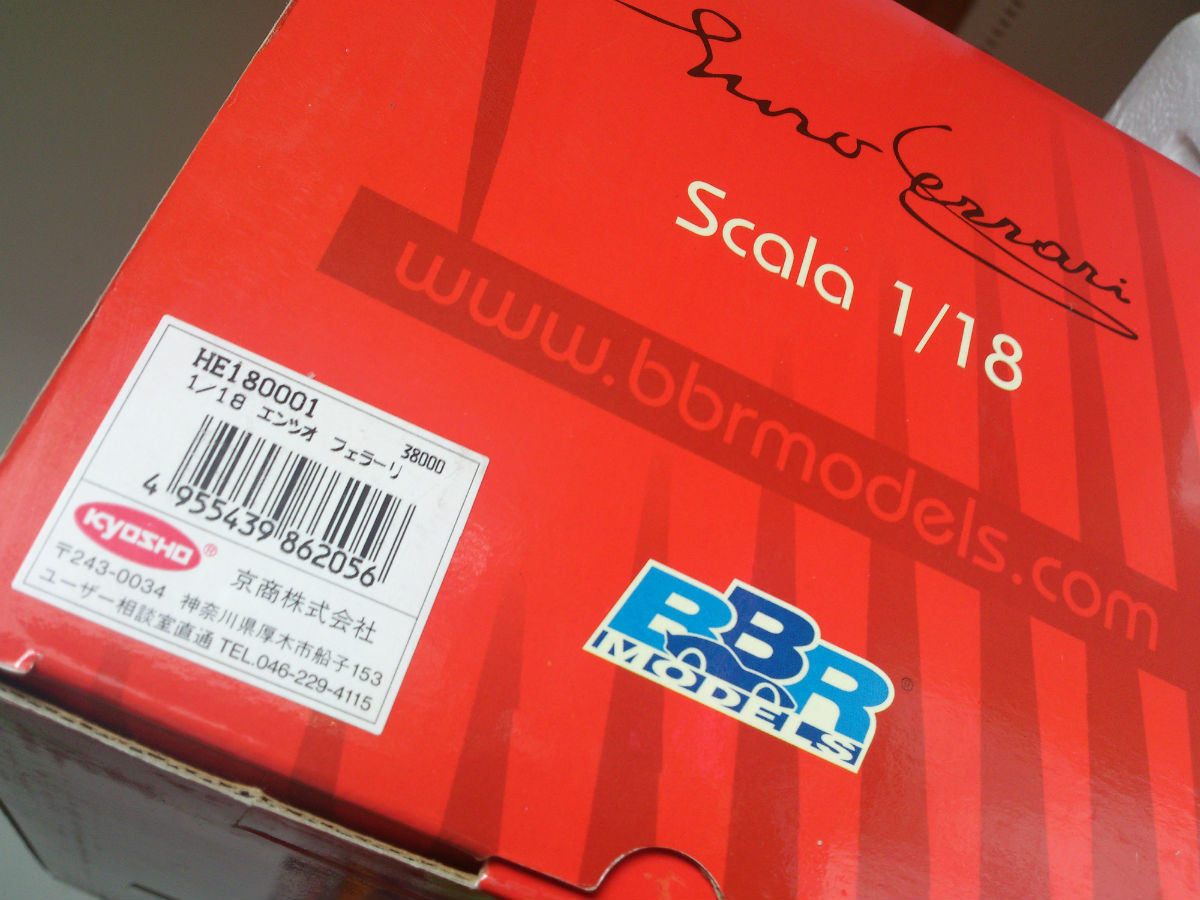 Enzo Ferrari
Scala 1/18
www.bbrmodels.com
HE180001
1/18 エンツオ フェラーリ
38000
4 955439 862056
KYOSHO®
京商株式会社
〒243-0034 神奈川県厚木市船子153
ユーザー相談室直通 TEL.046-229-4115
BBR®
MODELS